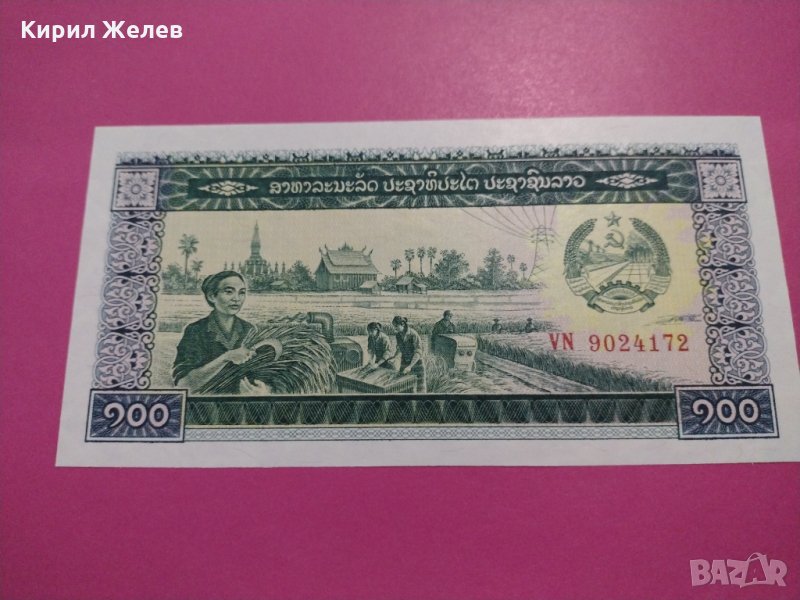 Кирил Желев
ສາທາລະນະລັດ ປະຊາທິປະໄຕ ປະຊາຊົນລາວ
VN 9024172
໑໐໐
໑໐໐
BAZAR